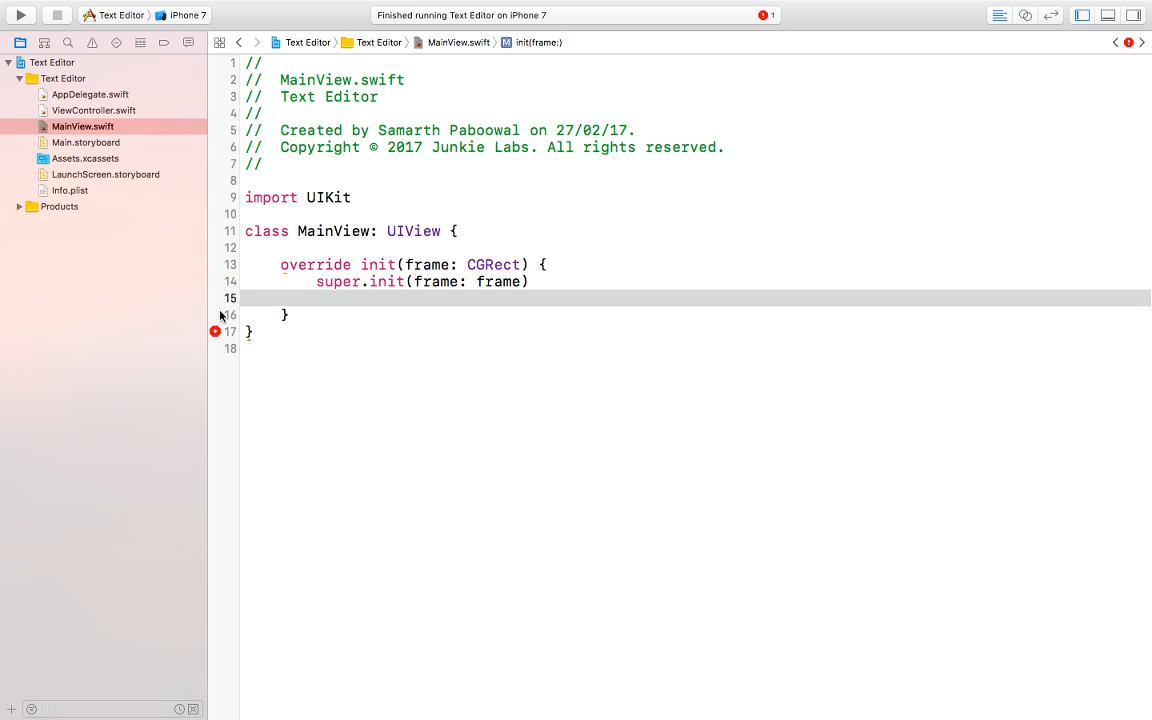 Text Editor iPhone 7
Finished running Text Editor on iPhone 7
1
Text Editor Text Editor MainView.swift M init(frame:)
Text Editor
Text Editor
AppDelegate.swift
ViewController.swift
MainView.swift
Main.storyboard
Assets.xcassets
LaunchScreen.storyboard
Info.plist
Products
1 //
2 // MainView.swift
3 // Text Editor
4 //
5 // Created by Samarth Paboowal on 27/02/17.
6 // Copyright © 2017 Junkie Labs. All rights reserved.
7 //
8
9 import UIKit
10
11 class MainView: UIView {
12
13 override init(frame: CGRect) {
14 super.init(frame: frame)
15
16 }
17 }
18
Filter